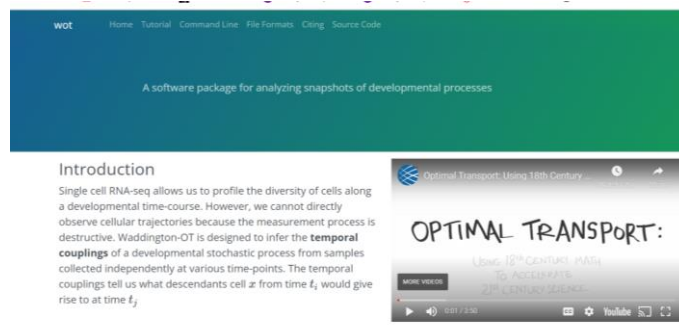 wot Home Tutorial Command Line File Formats Citing Source Code
A software package for analyzing snapshots of developmental processes
Introduction
Single cell RNA-seq allows us to profile the diversity of cells along
a developmental time-course. However, we cannot directly
observe cellular trajectories because the measurement process is
destructive. Waddington-OT is designed to infer the temporal
couplings of a developmental stochastic process from samples
collected independently at various time-points. The temporal
couplings tell us what descendants cell x from time t_i would give
rise to at time t_j
Optimal Transport: Using 18th Century ...
OPTIMAL TRANSPORT:
USING 18TH CENTURY MATH
TO ACCELERATE
21ST CENTURY SCIENCE
MORE VIDEOS
0:01 / 2:50
YouTube